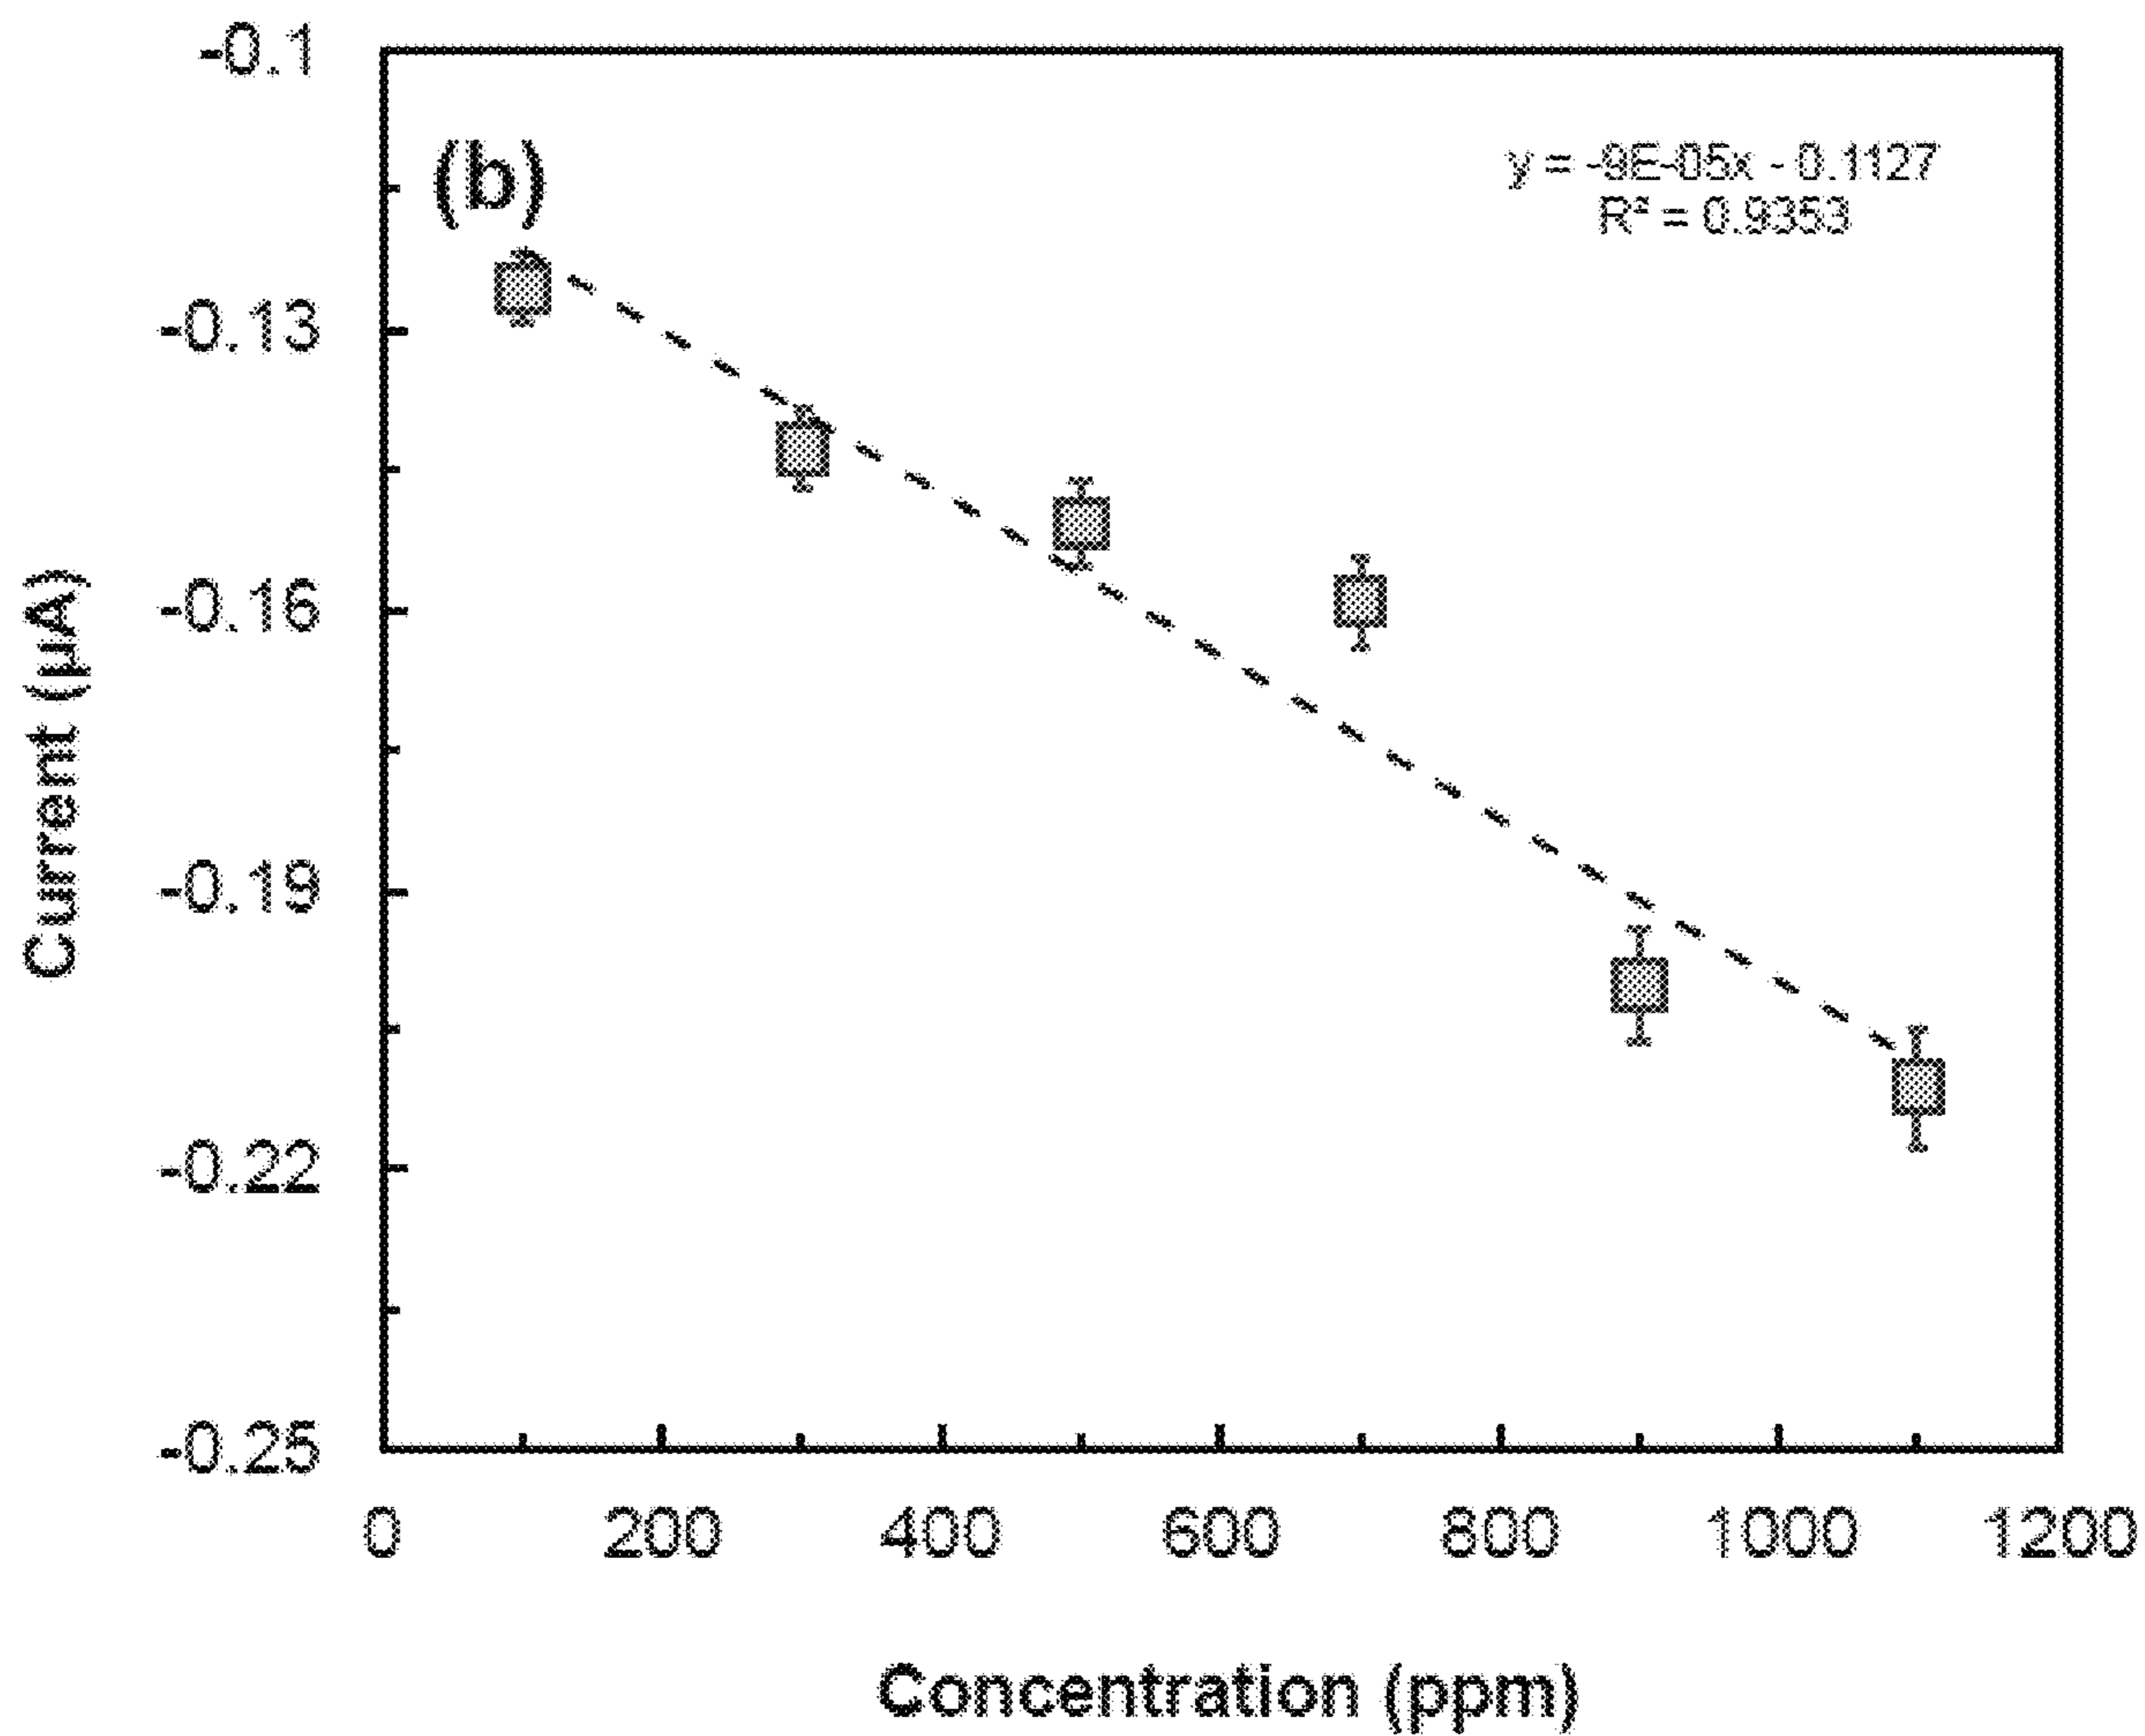 -0.1
(b)
y = -9E-05x - 0.1127
R² = 0.9353
-0.13
-0.16
-0.19
-0.22
-0.25
Current (µA)
0 200 400 600 800 1000 1200
Concentration (ppm)